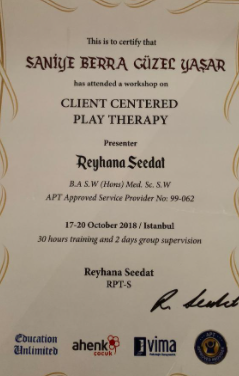 This is to certify that
SANİYE BERRA GÜZEL YAŞAR
has attended a workshop on
CLIENT CENTERED
PLAY THERAPY
Presenter
Reyhana Seedat
B.A S.W (Hons) Med. Sc. S.W
APT Approved Service Provider No: 99-062
17-20 October 2018 / Istanbul
30 hours training and 2 days group supervision
Reyhana Seedat
RPT-S
R. Seedat
Education
Unlimited
ahenk
çocuk
vima